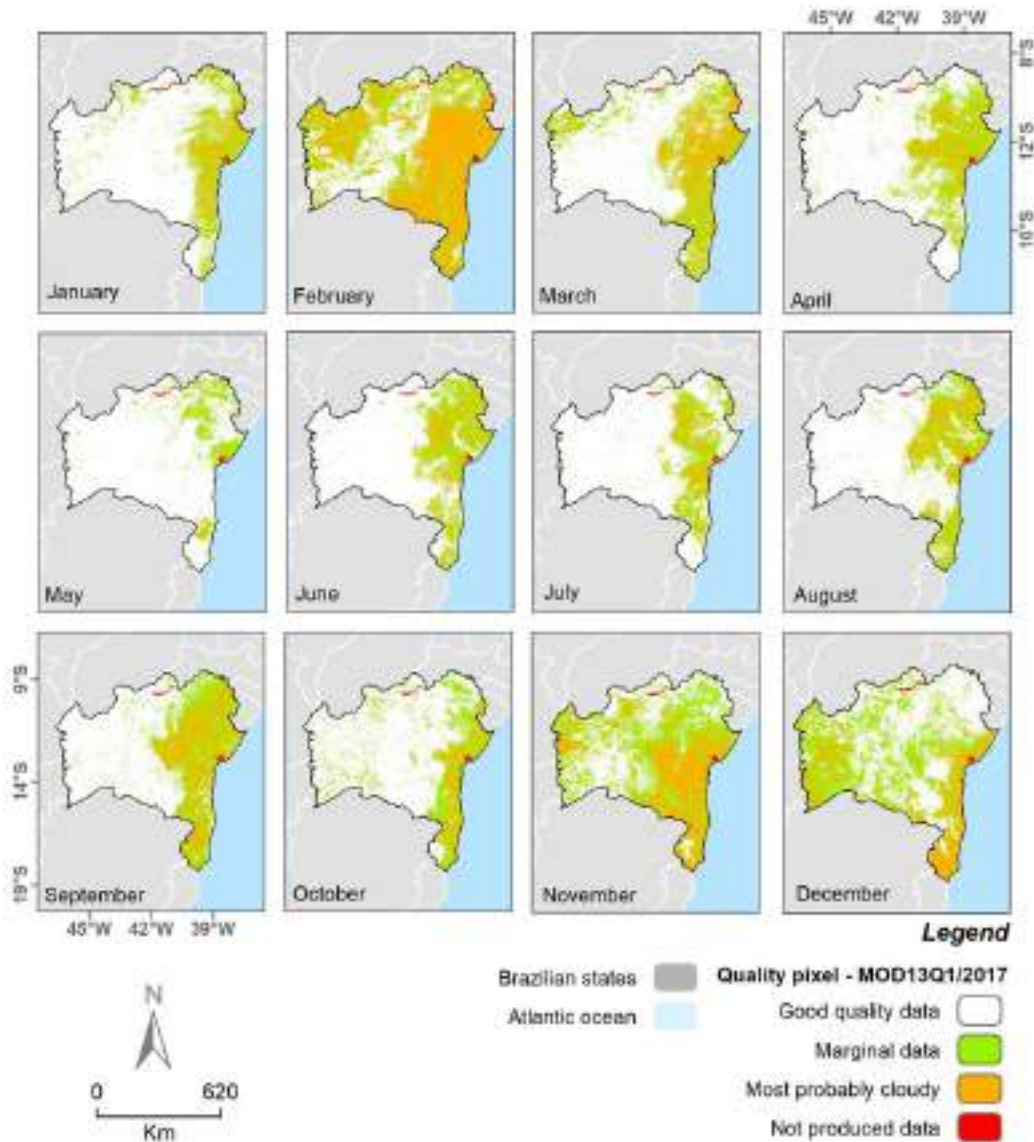 45°W 42°W 39°W
8°S
12°S
10°S
January
February
March
April
May
June
July
August
9°S
14°S
19°S
September
October
November
December
45°W 42°W 39°W
Legend
Brazilian states
Atlantic ocean
Quality pixel - MOD13Q1/2017
Good quality data
Marginal data
Most probably cloudy
Not produced data
N
0 620
Km